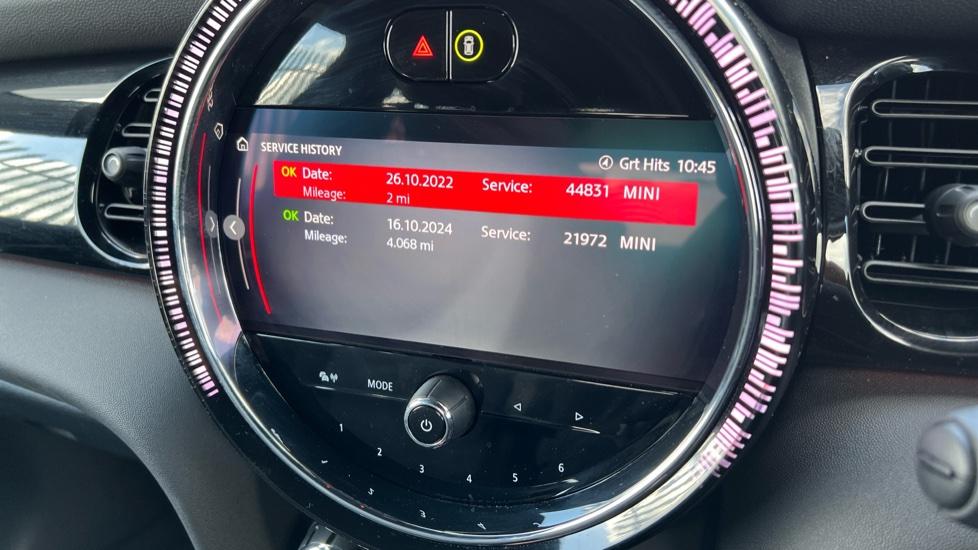 SERVICE HISTORY
④ Grt Hits 10:45
OK Date: 26.10.2022 Service: 44831 MINI
Mileage: 2 mi
OK Date: 16.10.2024 Service: 21972 MINI
Mileage: 4.068 mi
MODE
1 2 3 4 5 6